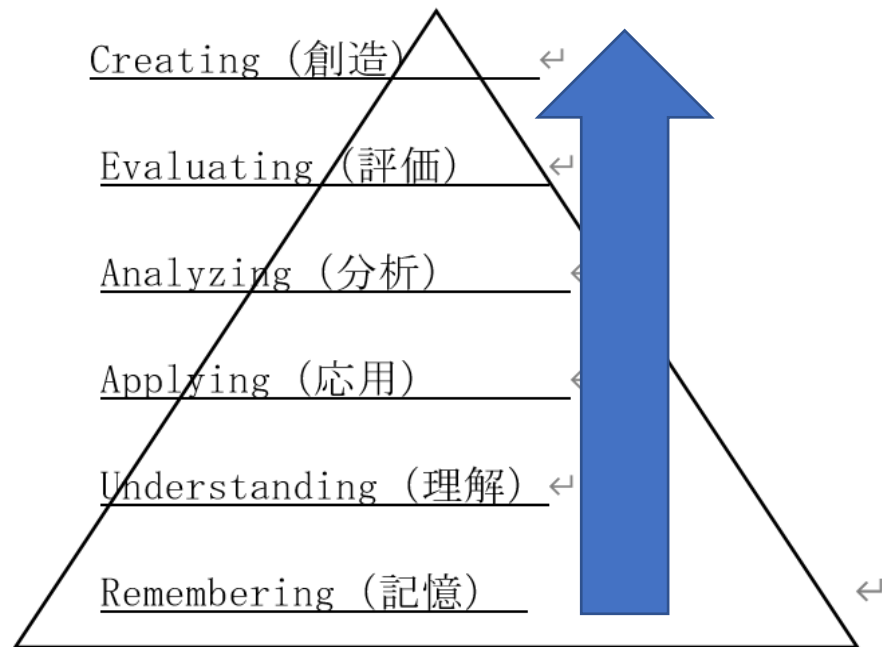 Creating (創造)
Evaluating (評価)
Analyzing (分析)
Applying (応用)
Understanding (理解)
Remembering (記憶)